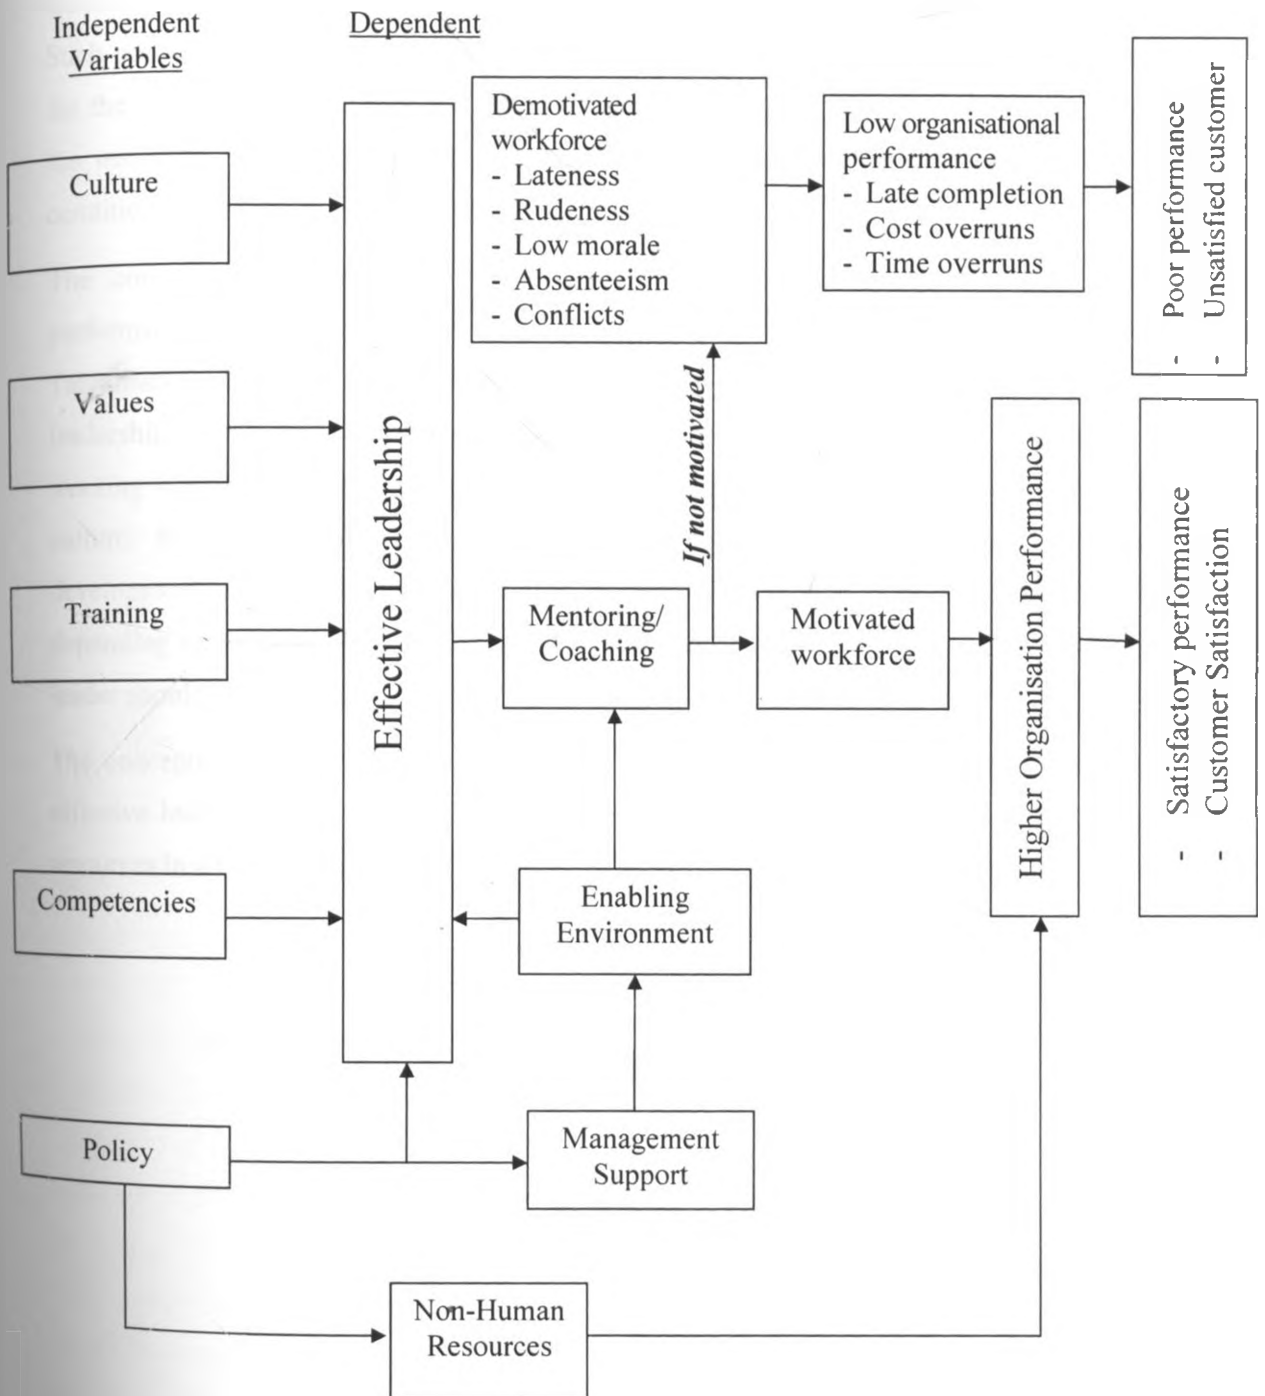 Independent
Variables
Dependent
Culture
Values
Training
Competencies
Policy
Effective Leadership
Demotivated
workforce
- Lateness
- Rudeness
- Low morale
- Absenteeism
- Conflicts
Low organisational
performance
- Late completion
- Cost overruns
- Time overruns
- Poor performance
- Unsatisfied customer
If not motivated
Mentoring/
Coaching
Motivated
workforce
Higher Organisation Performance
- Satisfactory performance
- Customer Satisfaction
Enabling
Environment
Management
Support
Non-Human
Resources